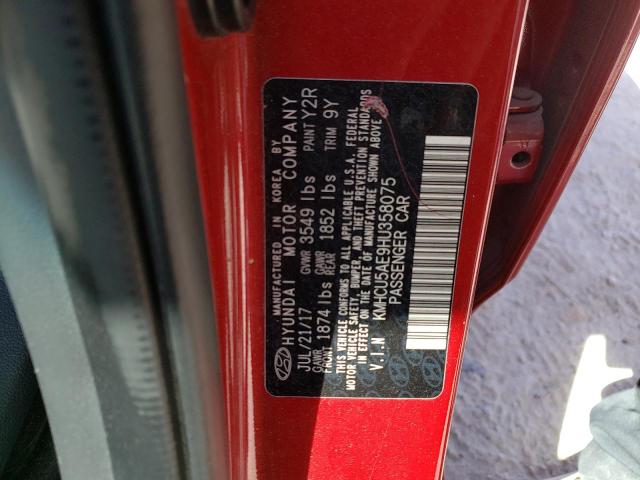 MANUFACTURED IN KOREA BY
HYUNDAI MOTOR COMPANY
JUL/21/17 GVWR 3549 lbs PAINT Y2R
GAWR FRONT 1874 lbs GAWR REAR 1852 lbs TRIM 9Y
THIS VEHICLE CONFORMS TO ALL APPLICABLE U.S.A. FEDERAL
MOTOR VEHICLE SAFETY, BUMPER, AND THEFT PREVENTION STANDARDS
IN EFFECT ON THE DATE OF MANUFACTURE SHOWN ABOVE
V.I.N KMHCU5AE9HU358075
PASSENGER CAR